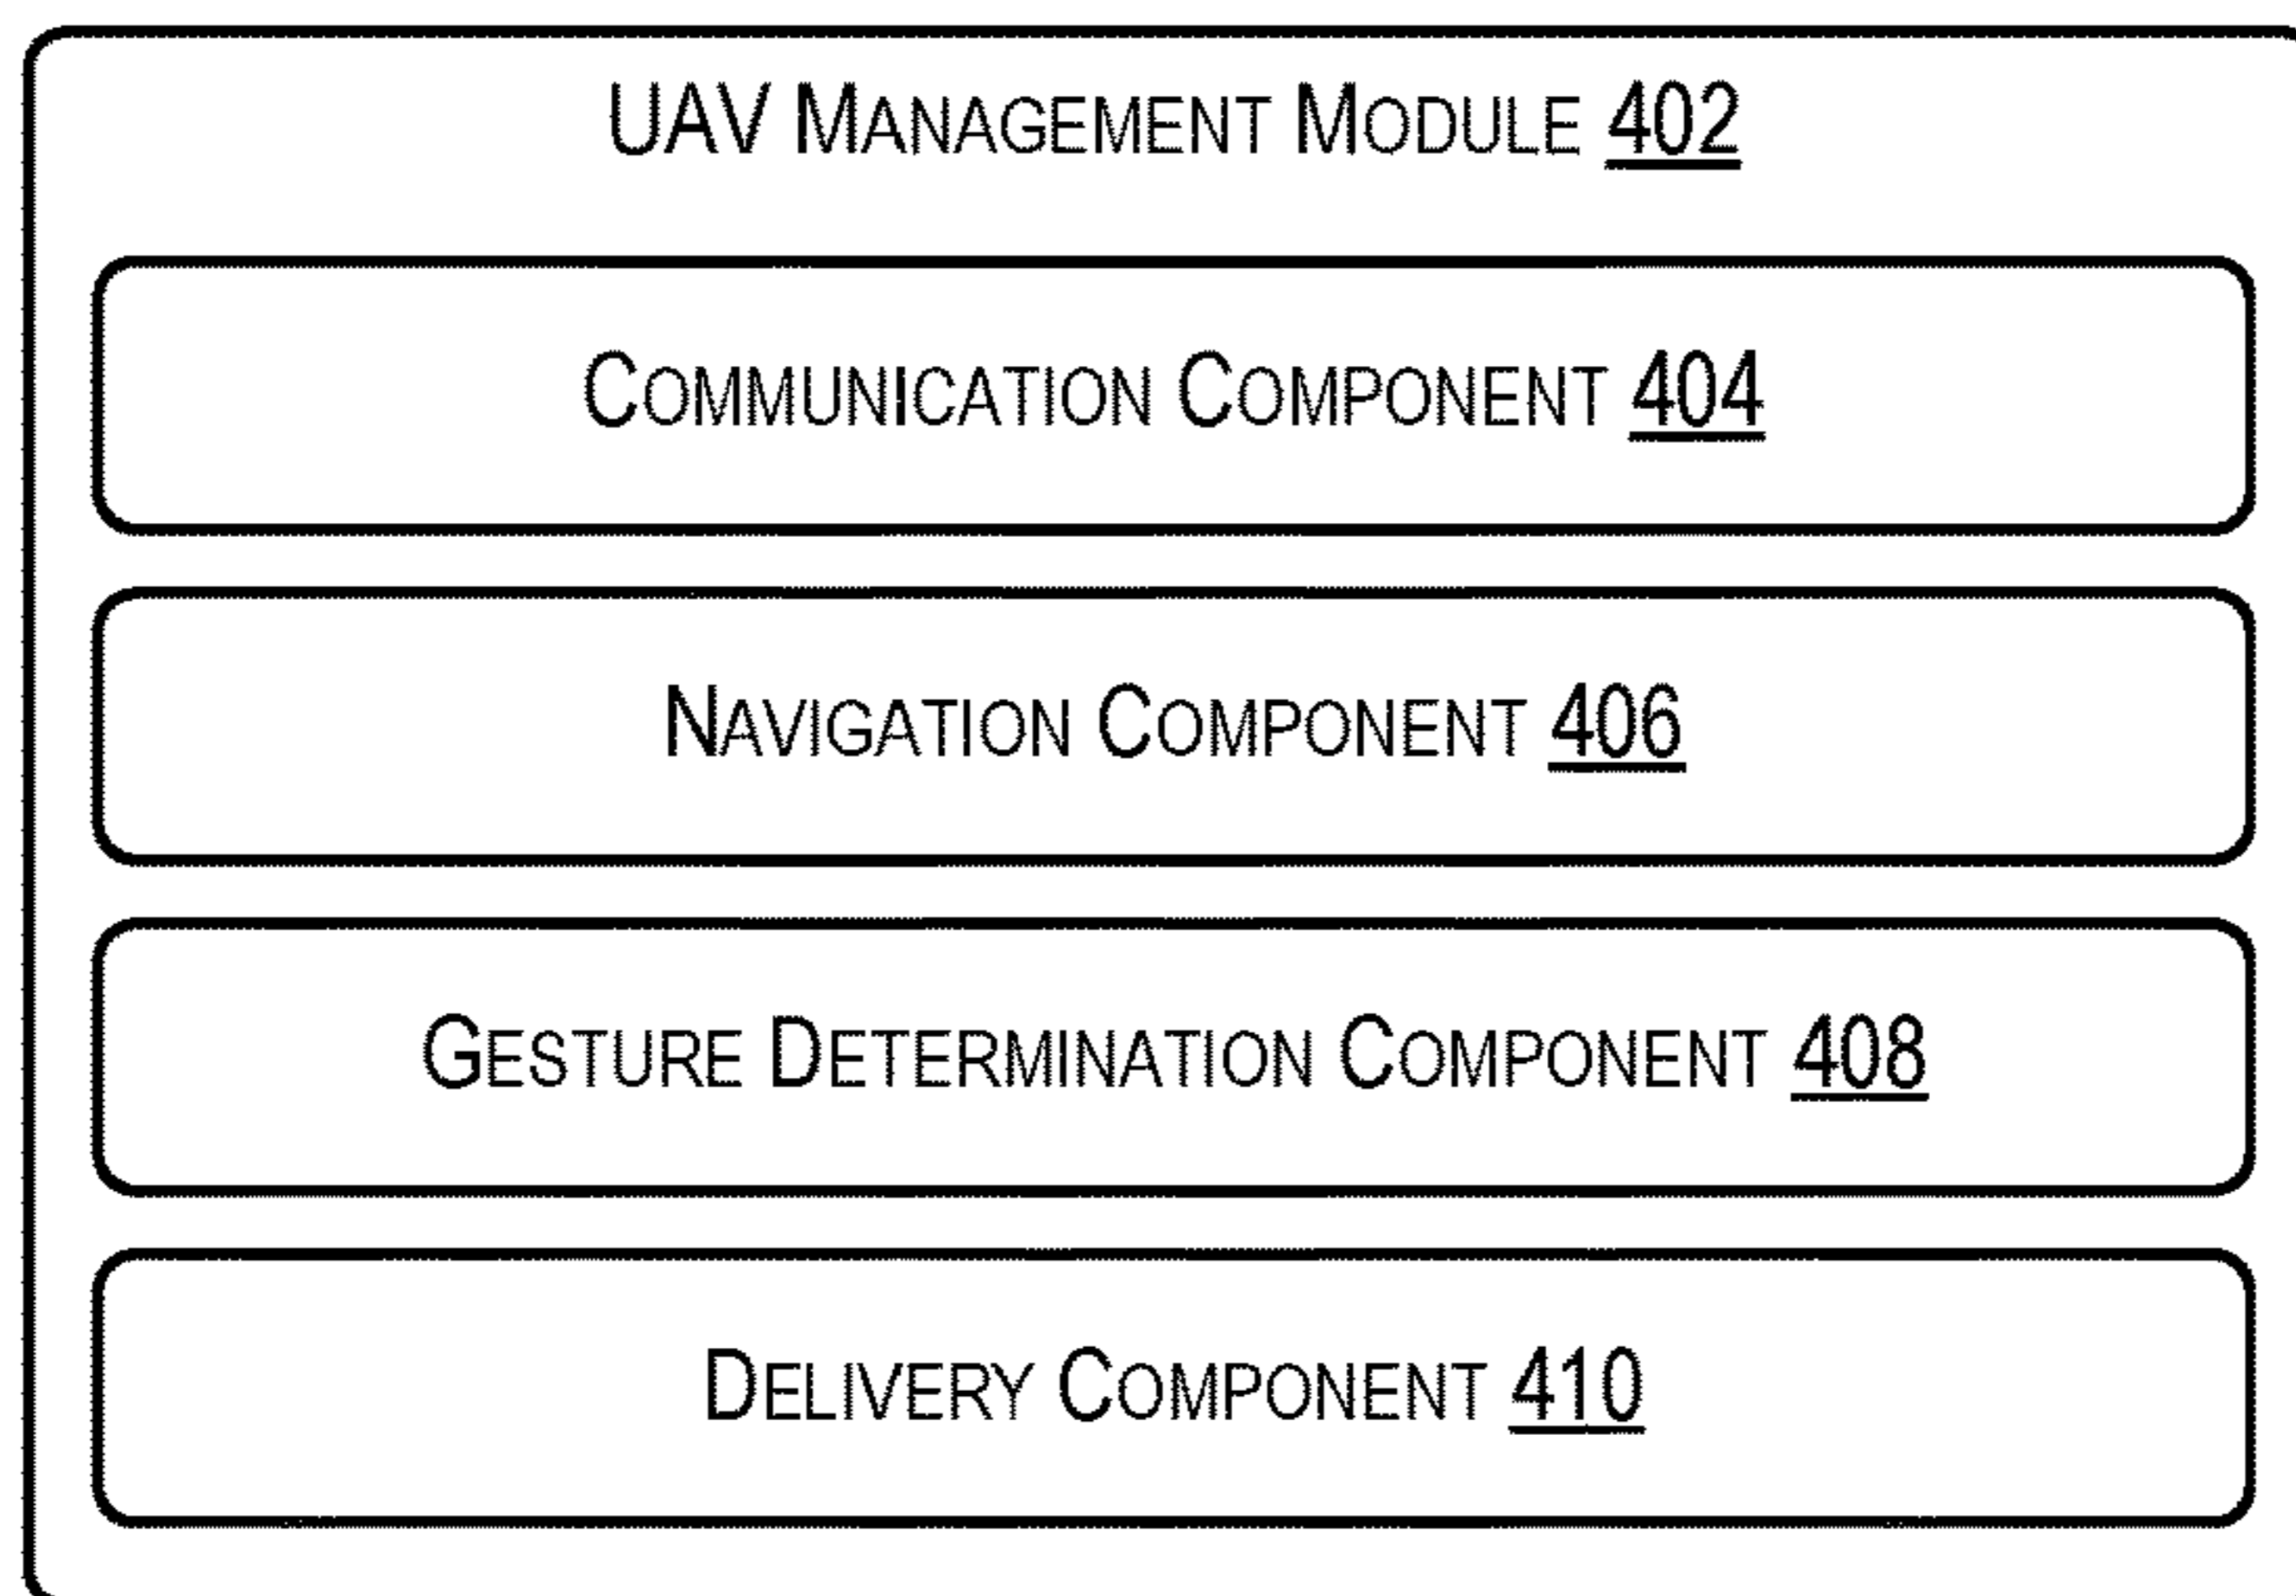 UAV MANAGEMENT MODULE 402
COMMUNICATION COMPONENT 404
NAVIGATION COMPONENT 406
GESTURE DETERMINATION COMPONENT 408
DELIVERY COMPONENT 410